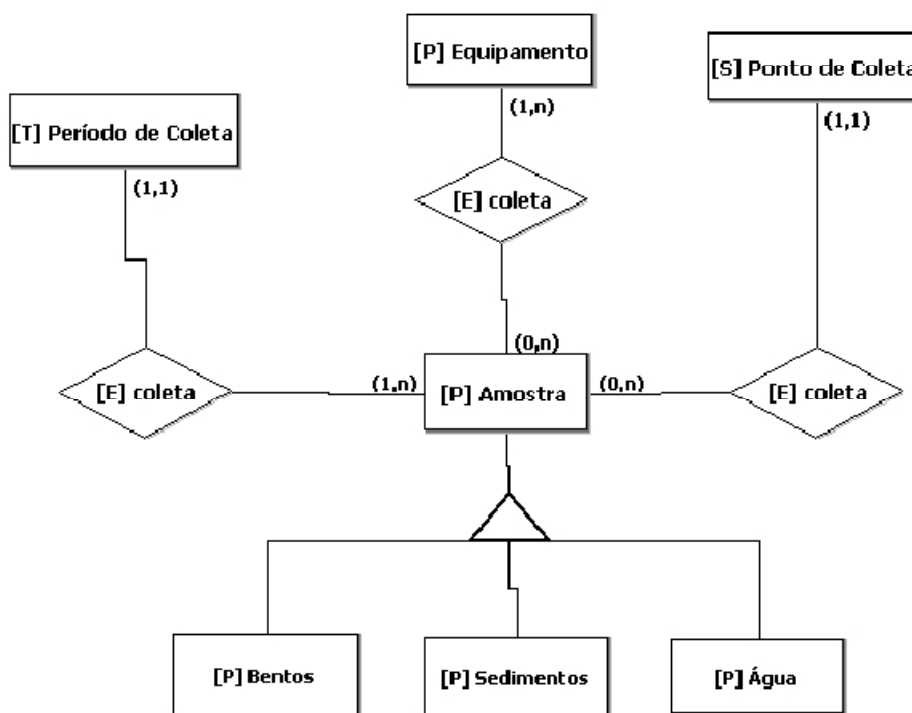 [P] Equipamento
[S] Ponto de Coleta
(1,n)
(1,1)
[T] Período de Coleta
(1,1)
[E] coleta
(0,n)
(1,n)
(0,n)
[E] coleta
[P] Amostra
[E] coleta
[P] Bentos
[P] Sedimentos
[P] Água